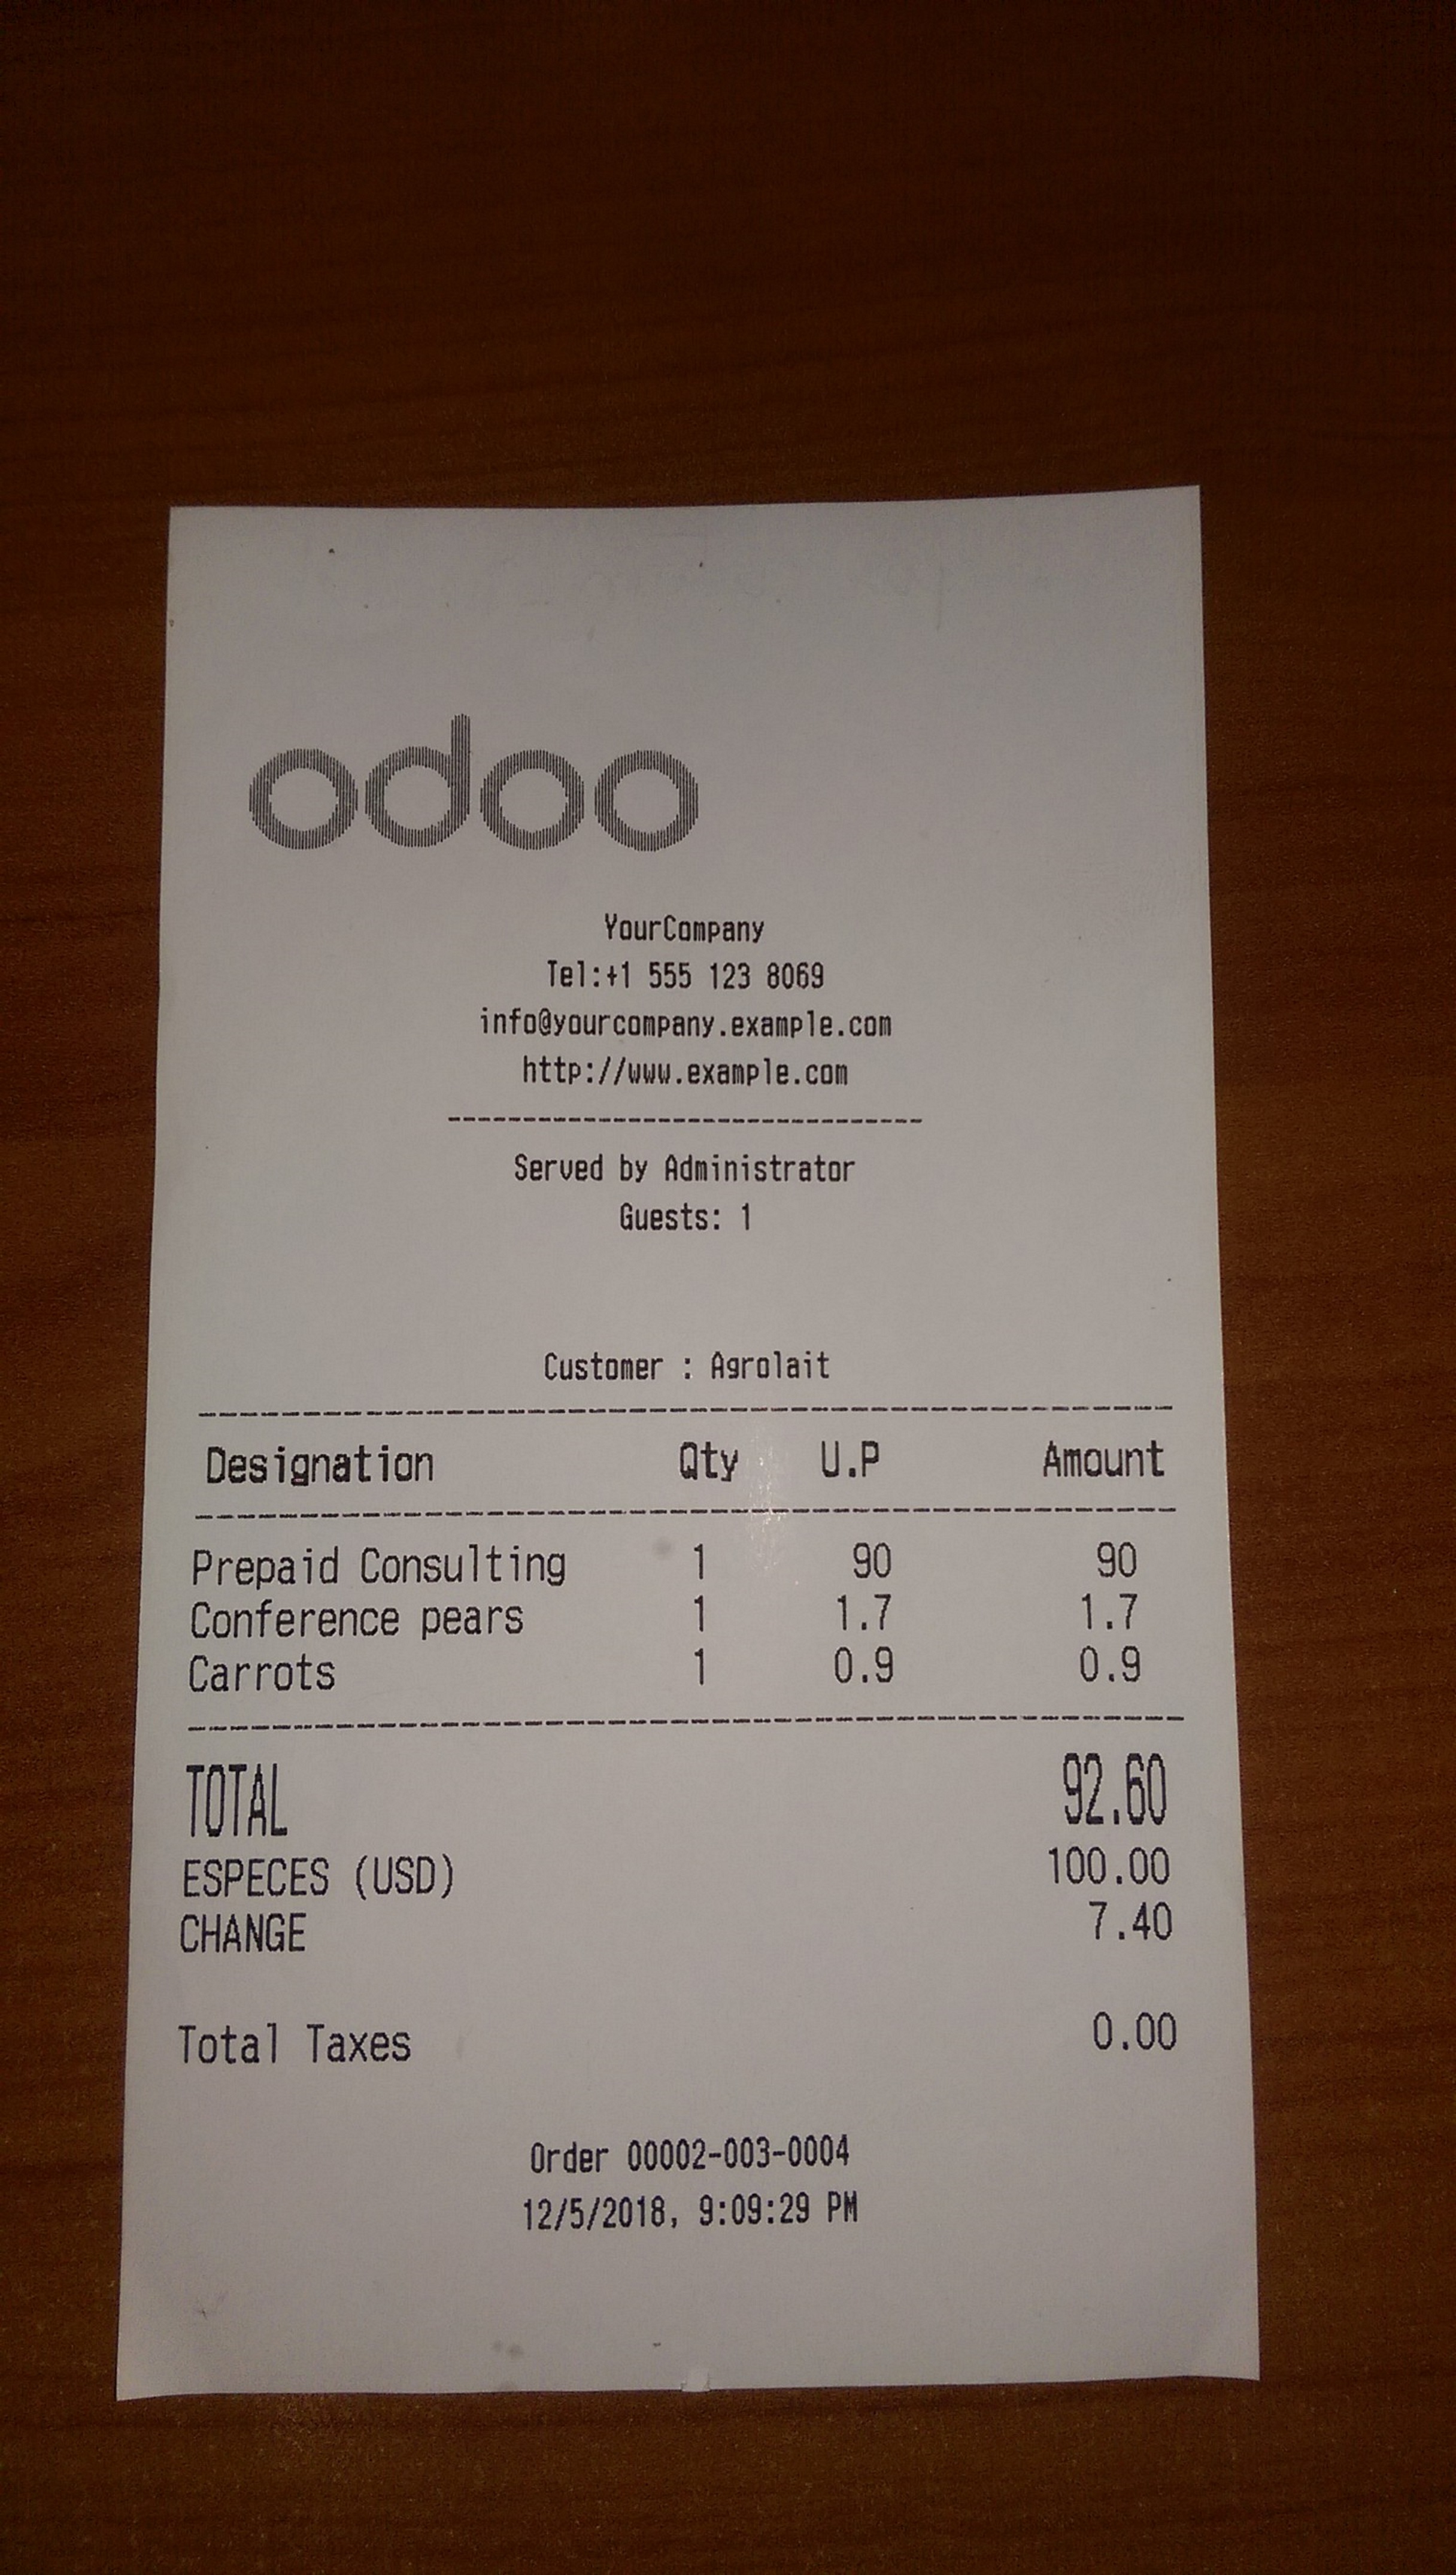 odoo
YourCompany
Tel:+1 555 123 8069
info@yourcompany.example.com
http://www.example.com
--------------------------------
Served by Administrator
Guests: 1
Customer : Agrolait
Designation Qty U.P Amount
Prepaid Consulting 1 90 90
Conference pears 1 1.7 1.7
Carrots 1 0.9 0.9
TOTAL 92.60
ESPECES (USD) 100.00
CHANGE 7.40
Total Taxes 0.00
Order 00002-003-0004
12/5/2018, 9:09:29 PM